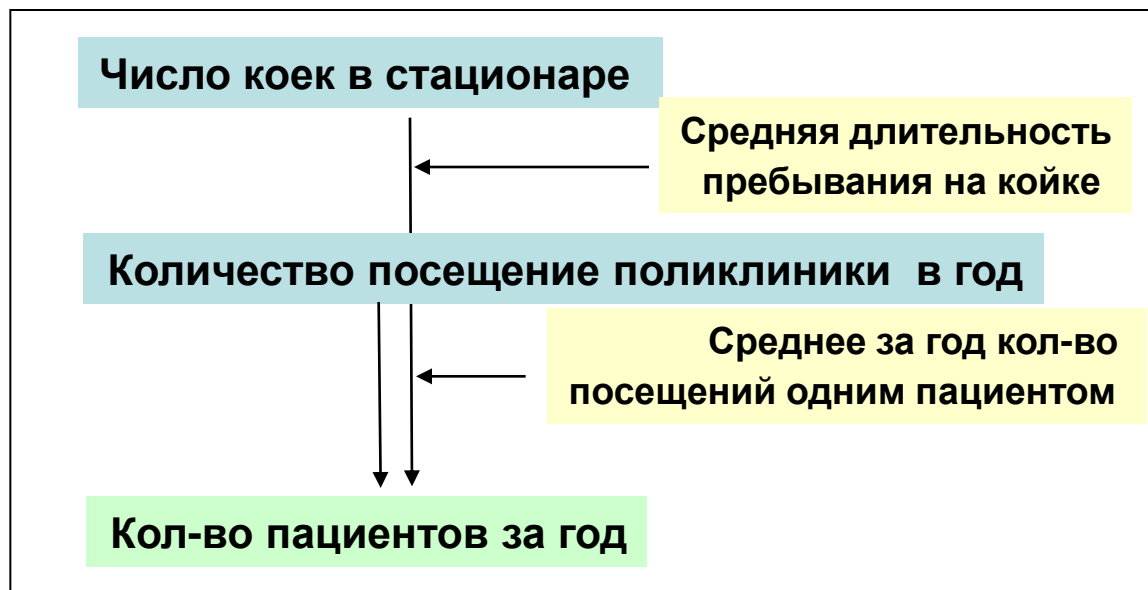 Число коек в стационаре
Средняя длительность
пребывания на койке
Количество посещение поликлиники в год
Среднее за год кол-во
посещений одним пациентом
Кол-во пациентов за год